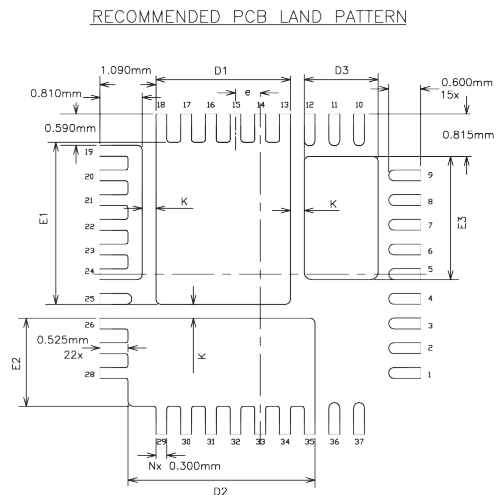 RECOMMENDED PCB LAND PATTERN
1.090mm
D1
D3
0.810mm
e
0.600mm
15x
18 17 16 15 14 13 12 11 10
0.590mm
0.815mm
19
20
21
22
23
24
25
26
28
9
8
7
6
5
4
3
2
1
E1
K
K
E3
0.525mm
22x
E2
K
29 30 31 32 33 34 35 36 37
Nx 0.300mm
D2